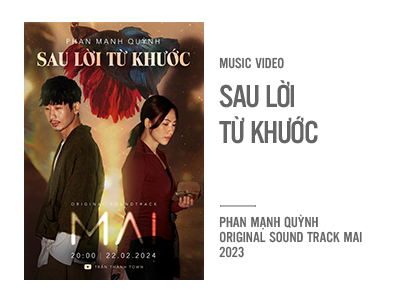 PHAN MẠNH QUỲNH
SAU LỜI TỪ KHƯỚC
ORIGINAL SOUNDTRACK
MAI
20:00 | 22.02.2024
TRẤN THÀNH TOWN
MUSIC VIDEO
SAU LỜI
TỪ KHƯỚC
PHAN MẠNH QUỲNH
ORIGINAL SOUND TRACK MAI
2023